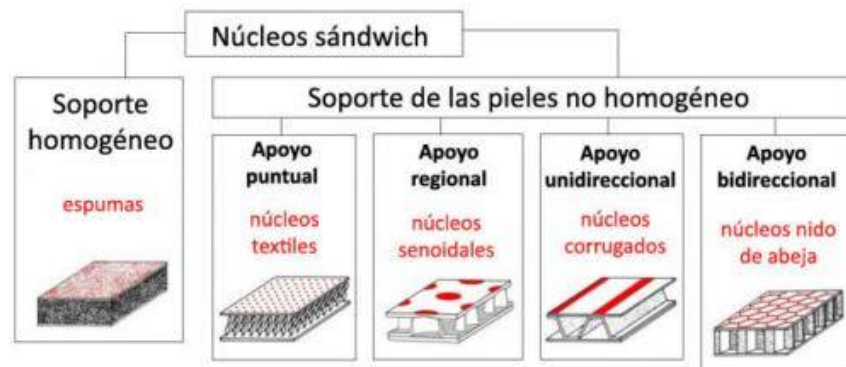 Núcleos sándwich
Soporte
homogéneo
espumas
Soporte de las pieles no homogéneo
Apoyo
puntual
núcleos
textiles
Apoyo
regional
núcleos
senoidales
Apoyo
unidireccional
núcleos
corrugados
Apoyo
bidireccional
núcleos nido
de abeja